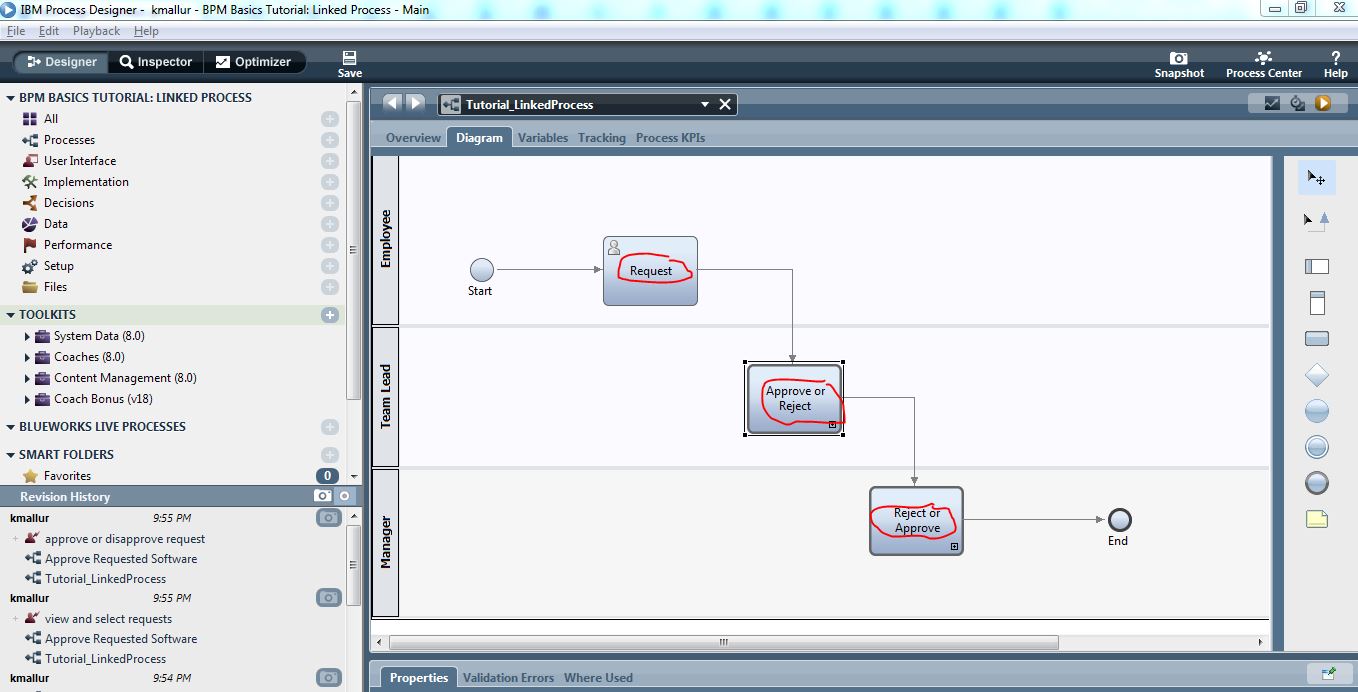 IBM Process Designer - kmallur - BPM Basics Tutorial: Linked Process - Main
File Edit Playback Help
Designer Inspector Optimizer
Save
Snapshot
Process Center
Help
BPM BASICS TUTORIAL: LINKED PROCESS
All
Processes
User Interface
Implementation
Decisions
Data
Performance
Setup
Files
TOOLKITS
System Data (8.0)
Coaches (8.0)
Content Management (8.0)
Coach Bonus (v18)
BLUEWORKS LIVE PROCESSES
SMART FOLDERS
Favorites 0
Revision History
kmallur 9:55 PM
approve or disapprove request
Approve Requested Software
Tutorial_LinkedProcess
kmallur 9:55 PM
view and select requests
Approve Requested Software
Tutorial_LinkedProcess
kmallur 9:54 PM
Tutorial_LinkedProcess
Overview Diagram Variables Tracking Process KPIs
Employee
Start
Request
Team Lead
Approve or
Reject
Manager
Reject or
Approve
End
Properties Validation Errors Where Used